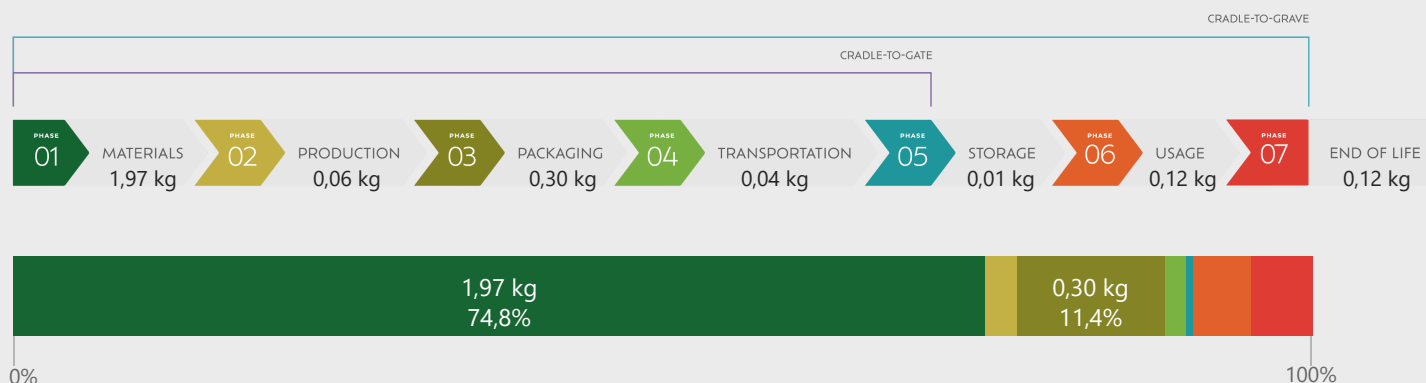 CRADLE-TO-GRAVE
CRADLE-TO-GATE
PHASE
01
MATERIALS
1,97 kg
PHASE
02
PRODUCTION
0,06 kg
PHASE
03
PACKAGING
0,30 kg
PHASE
04
TRANSPORTATION
0,04 kg
PHASE
05
STORAGE
0,01 kg
PHASE
06
USAGE
0,12 kg
PHASE
07
END OF LIFE
0,12 kg
1,97 kg
74,8%
0,30 kg
11,4%
0%
100%